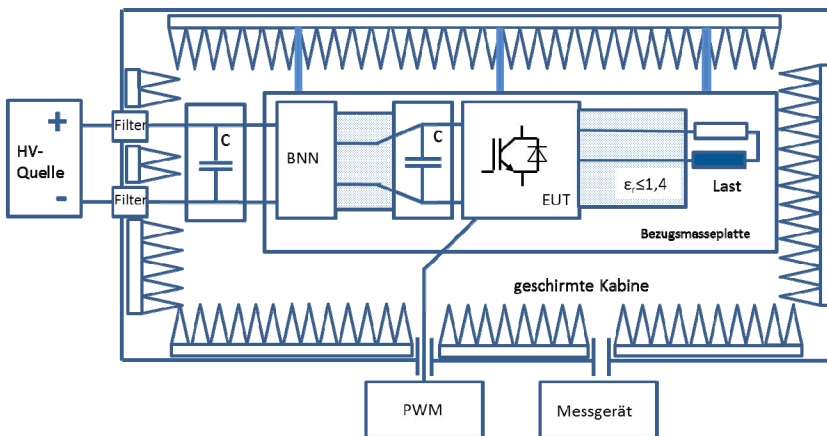 +
HV-
Quelle
-
Filter
Filter
C
BNN
C
EUT
εr≤1,4
Last
Bezugsmasseplatte
geschirmte Kabine
PWM
Messgerät